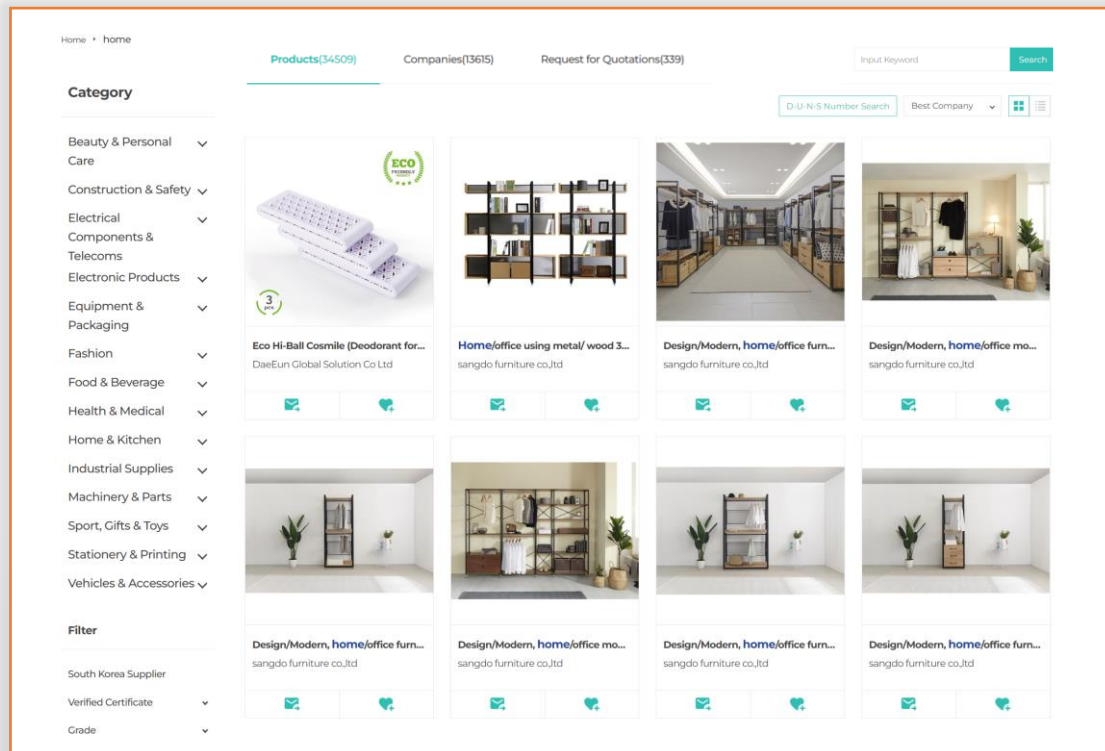 Home ‣ home
Products(34509)
Companies(13615)
Request for Quotations(339)
Input Keyword
Search
D-U-N-S Number Search
Best Company
Category
Beauty & Personal
Care
Construction & Safety
Electrical
Components &
Telecoms
Electronic Products
Equipment &
Packaging
Fashion
Food & Beverage
Health & Medical
Home & Kitchen
Industrial Supplies
Machinery & Parts
Sport, Gifts & Toys
Stationery & Printing
Vehicles & Accessories
Filter
South Korea Supplier
Verified Certificate
Grade
ECO
FRIENDLY
3
pcs
Eco Hi-Ball Cosmile (Deodorant for...
DaeEun Global Solution Co Ltd
Home/office using metal/ wood 3...
sangdo furniture co.,ltd
Design/Modern, home/office furn...
sangdo furniture co.,ltd
Design/Modern, home/office mo...
sangdo furniture co.,ltd
Design/Modern, home/office furn...
sangdo furniture co.,ltd
Design/Modern, home/office mo...
sangdo furniture co.,ltd
Design/Modern, home/office furn...
sangdo furniture co.,ltd
Design/Modern, home/office furn...
sangdo furniture co.,ltd